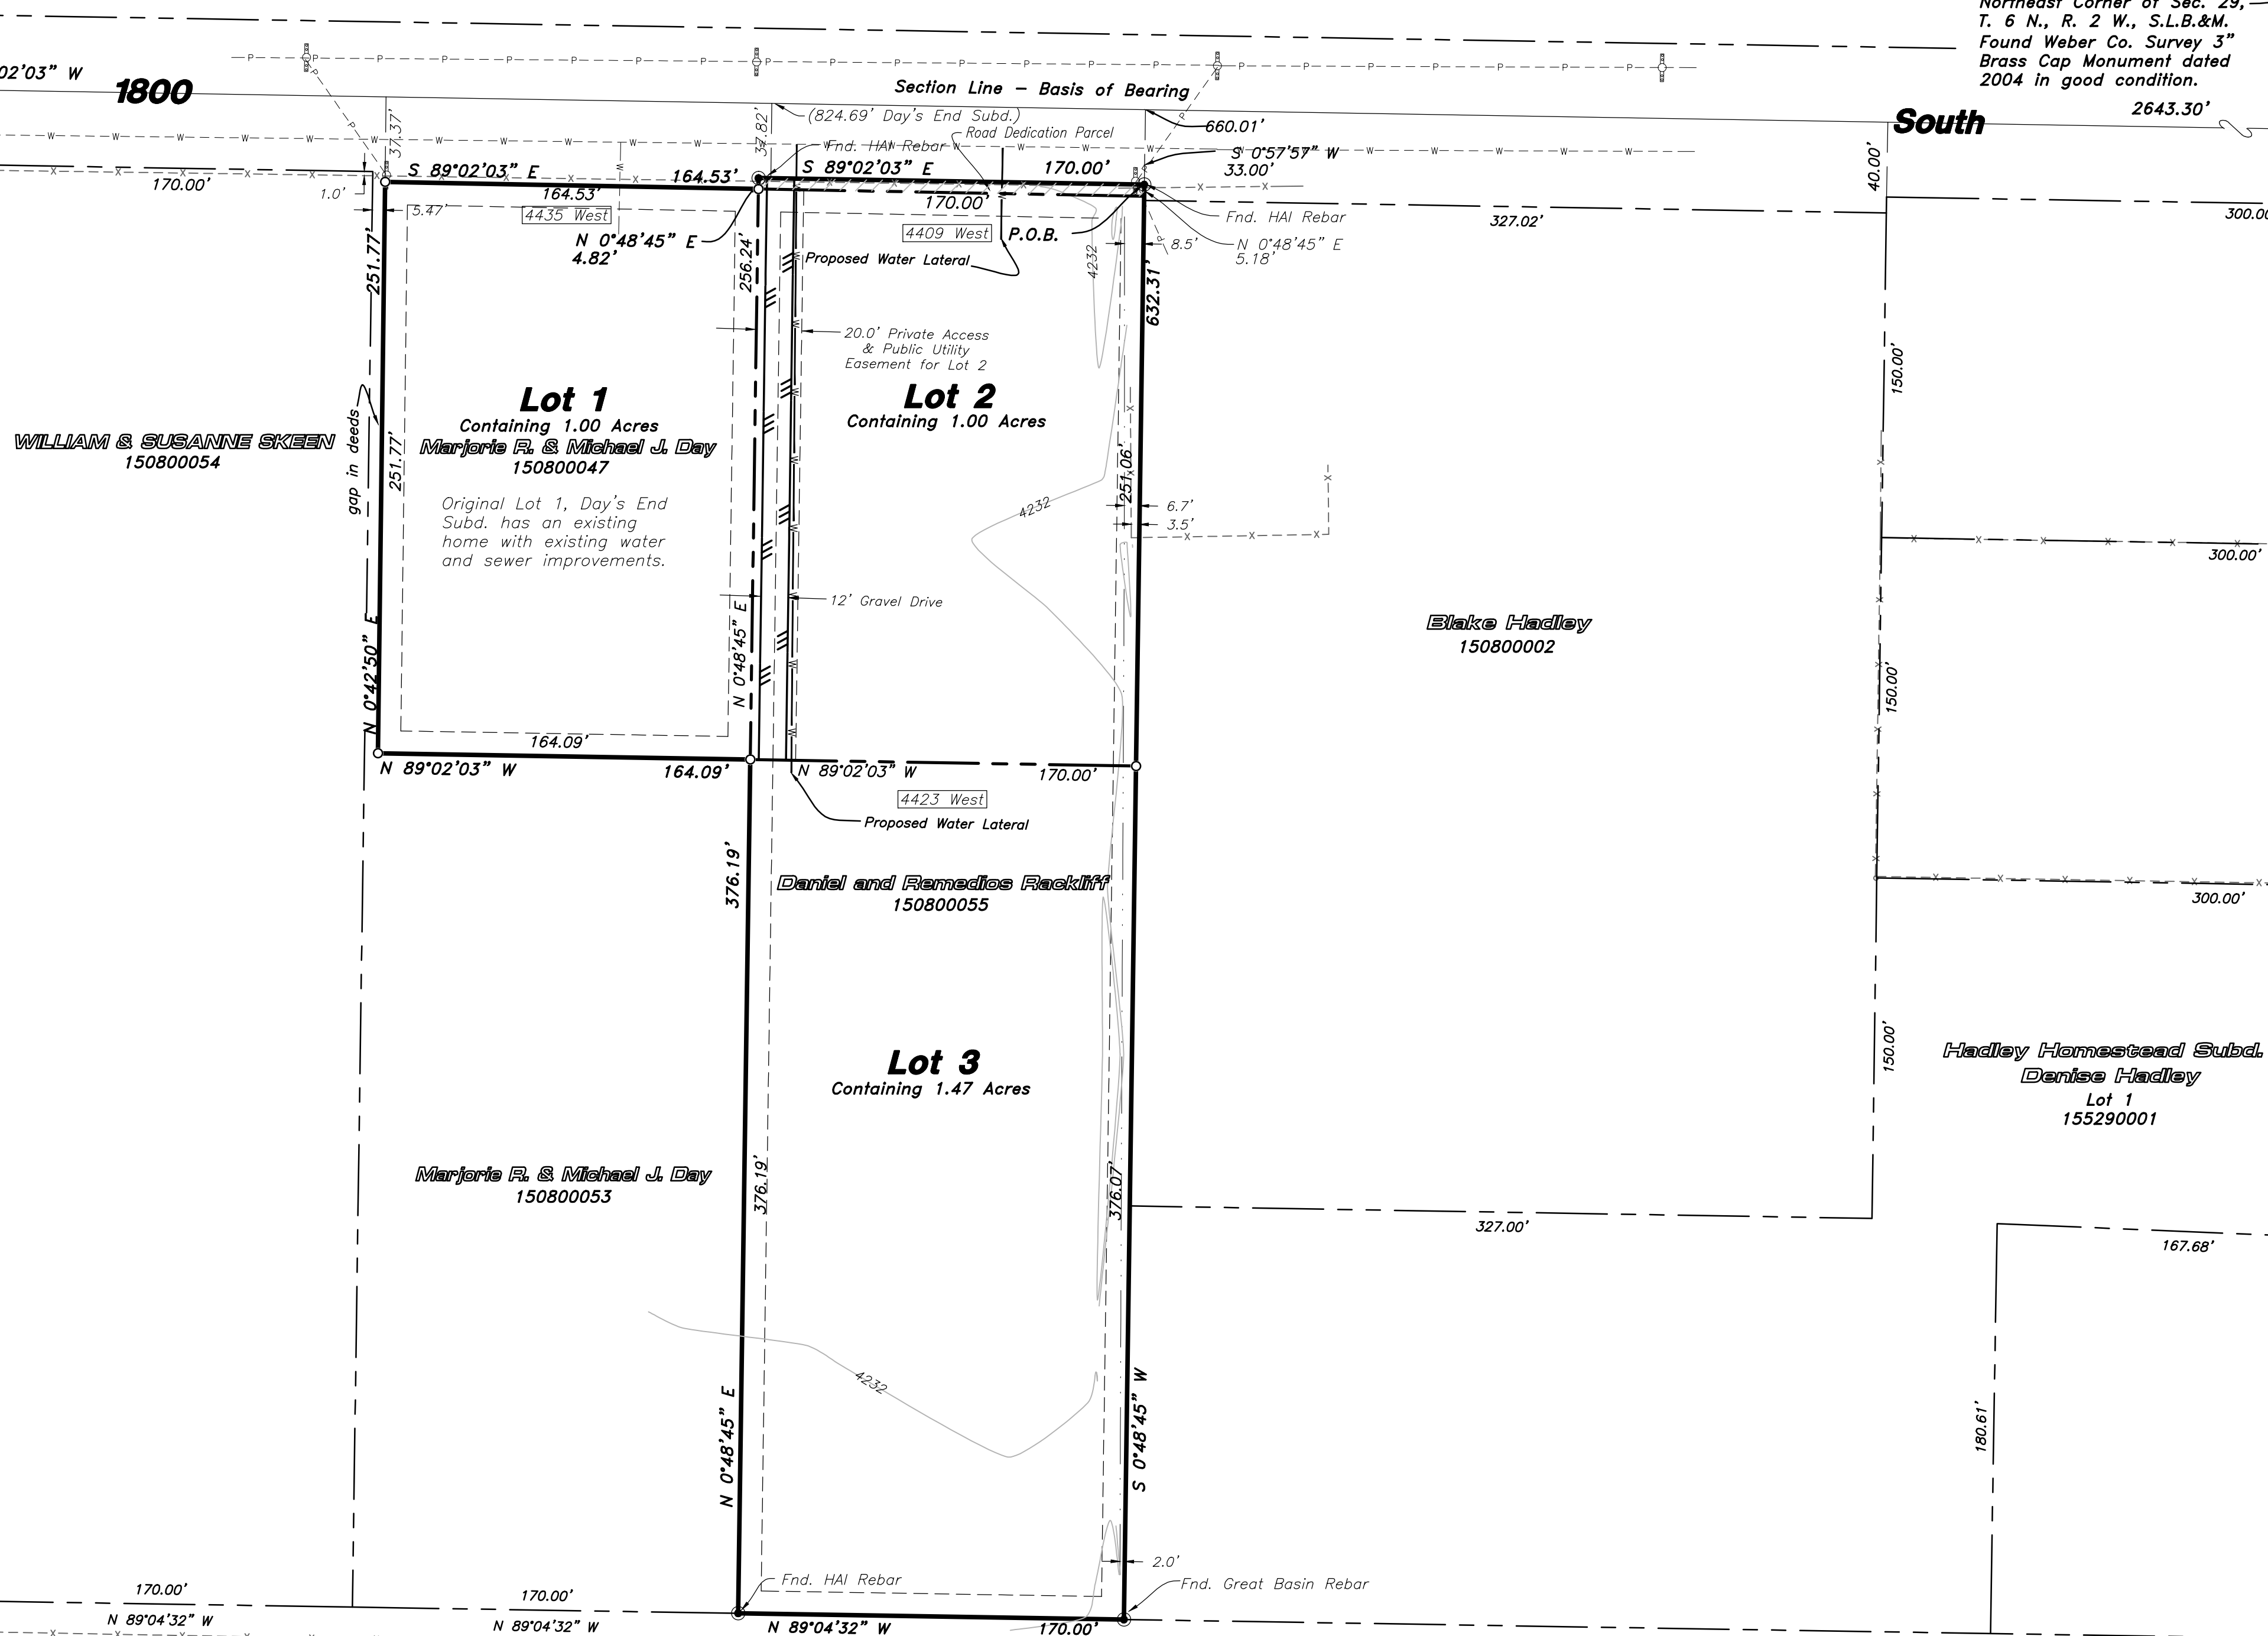 Northeast Corner of Sec. 29,
T. 6 N., R. 2 W., S.L.B.&M.
Found Weber Co. Survey 3"
Brass Cap Monument dated
2004 in good condition.
02'03" W
1800
South
2643.30'
Section Line - Basis of Bearing
(824.69' Day's End Subd.)
660.01'
Road Dedication Parcel
Fnd. HAI Rebar
S 0°57'57" W
33.00'
37.37'
37.82'
40.00'
170.00'
1.0'
5.47'
S 89°02'03" E
164.53'
164.53'
S 89°02'03" E
170.00'
170.00'
4435 West
4409 West
P.O.B.
N 0°48'45" E
4.82'
Proposed Water Lateral
Fnd. HAI Rebar
8.5'
N 0°48'45" E
5.18'
327.02'
300.00
4232
251.77'
256.24'
632.31'
20.0' Private Access
& Public Utility
Easement for Lot 2
150.00'
Lot 1
Containing 1.00 Acres
Marjorie R. & Michael J. Day
150800047
Lot 2
Containing 1.00 Acres
WILLIAM & SUSANNE SKEEN
150800054
gap in deeds
251.77'
251.06'
Original Lot 1, Day's End
Subd. has an existing
home with existing water
and sewer improvements.
4232
6.7'
3.5'
300.00'
12' Gravel Drive
N 0°42'50" E
N 0°48'45" E
Blake Hadley
150800002
150.00'
164.09'
N 89°02'03" W
164.09'
N 89°02'03" W
170.00'
4423 West
Proposed Water Lateral
376.19'
Daniel and Remedios Rackliff
150800055
300.00'
150.00'
Lot 3
Containing 1.47 Acres
Hadley Homestead Subd.
Denise Hadley
Lot 1
155290001
Marjorie R. & Michael J. Day
150800053
376.19'
376.07'
327.00'
167.68'
4232
N 0°48'45" E
S 0°48'45" W
180.61'
2.0'
Fnd. HAI Rebar
Fnd. Great Basin Rebar
170.00'
N 89°04'32" W
170.00'
N 89°04'32" W
N 89°04'32" W
170.00'